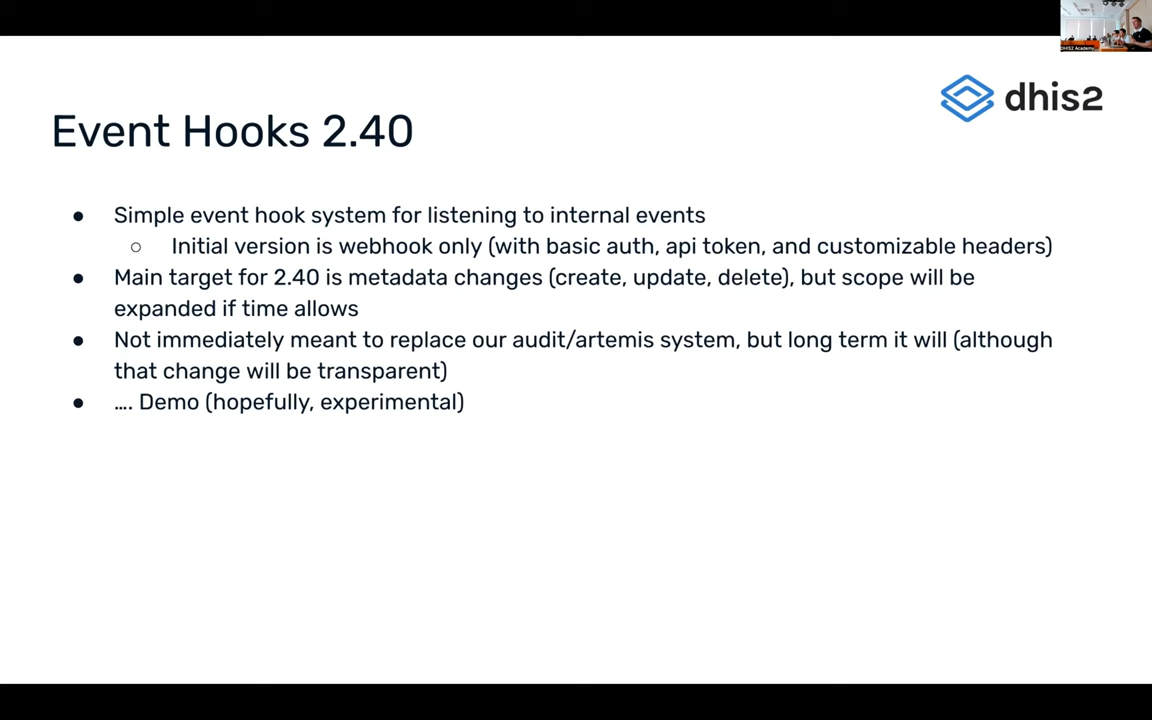 DHIS2 Academy
dhis2
Event Hooks 2.40
● Simple event hook system for listening to internal events
○ Initial version is webhook only (with basic auth, api token, and customizable headers)
● Main target for 2.40 is metadata changes (create, update, delete), but scope will be
expanded if time allows
● Not immediately meant to replace our audit/artemis system, but long term it will (although
that change will be transparent)
● …. Demo (hopefully, experimental)